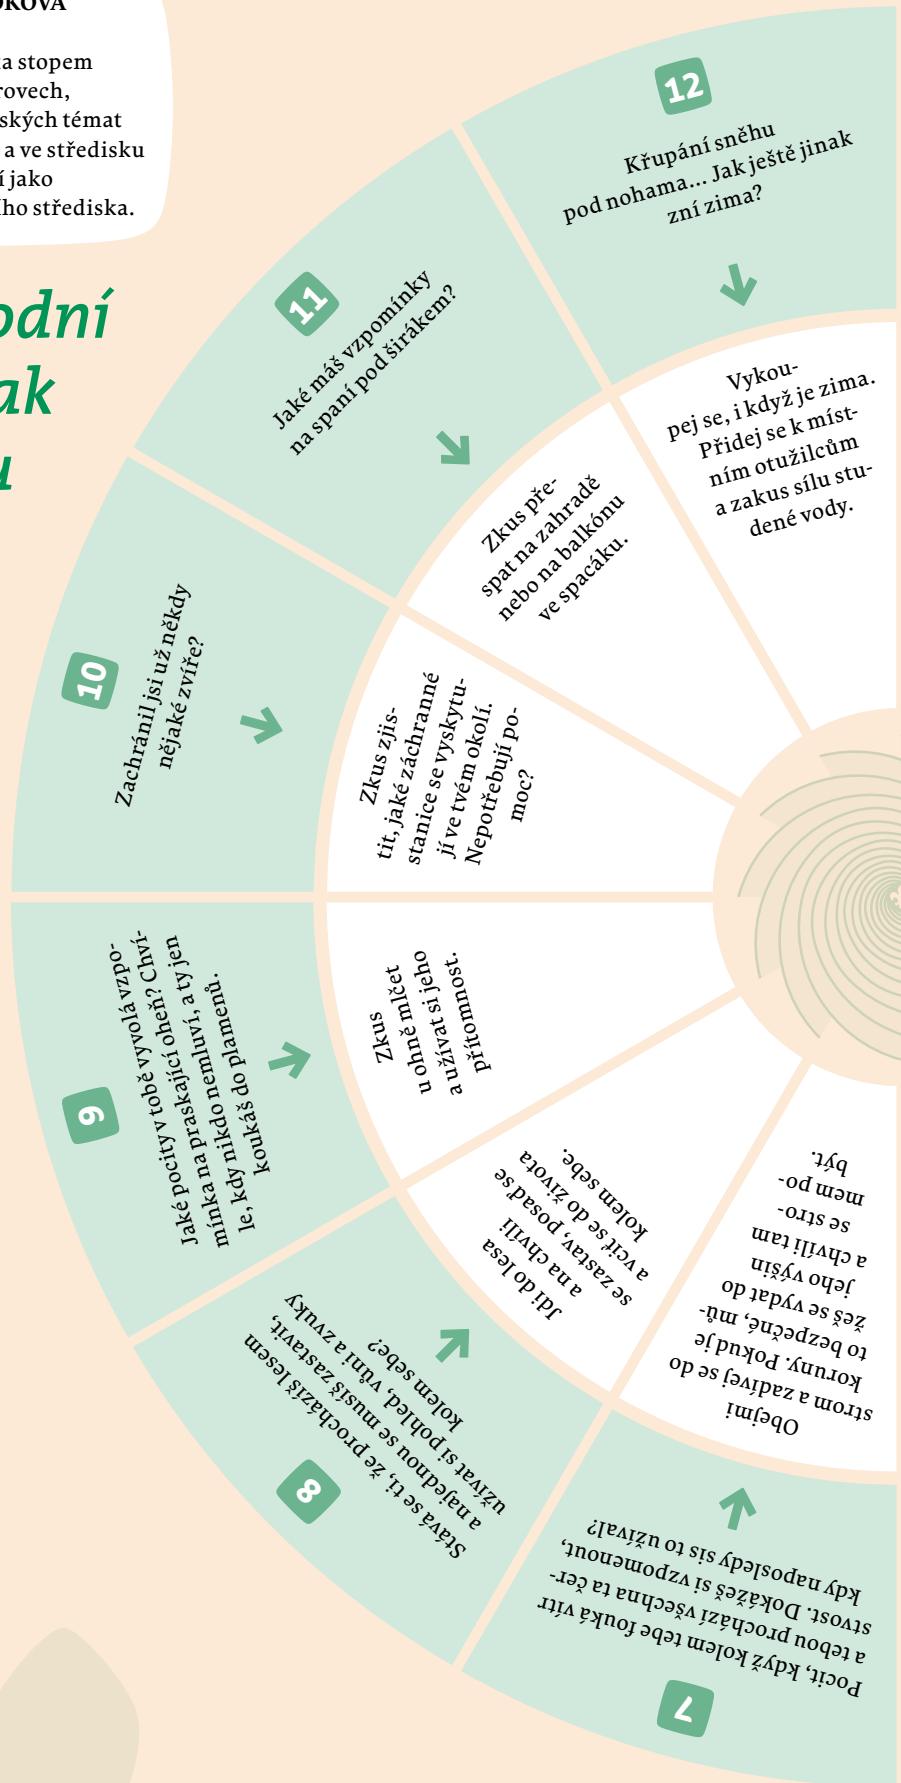 OKOVÁ
a stopem
rovech,
ských témat
a ve středisku
í jako
ího střediska.
odní
ak
u
12
Křupání sněhu
pod nohama... Jak ještě jinak
zní zima?
Vykou-
pej se, i když je zima.
Přidej se k míst-
ním otužilcům
a zakus sílu stu-
dené vody.
11
Jaké máš vzpomínky
na spaní pod širákem?
Zkus pře-
spat na zahradě
nebo na balkónu
ve spacáku.
10
Zachránil jsi už někdy
nějaké zvíře?
Zkus zjis-
tit, jaké záchranné
stanice se vyskytu-
jí ve tvém okolí.
Nepotřebují po-
moc?
9
Jaké pocity v tobě vyvolá vzpo-
mínka na praskající oheň? Chví-
le, kdy nikdo nemluví, a ty jen
koukáš do plamenů.
Zkus
u ohně mlčet
a užívat si jeho
přítomnost.
8
Stává se ti, že procházíš lesem
a najednou se musíš zastavit,
užívat si pohled, vůni a zvuky
kolem sebe?
Jdi do lesa
a na chvíli
se zastav, posaď se
a vciť se do života
kolem sebe.
7
Pocit, když kolem tebe fouká vítr
a tebou prochází všechna ta čer-
stvost. Dokážeš si vzpomenout,
kdy naposledy sis to užíval?
Obejmi
strom a zadívej se do
koruny. Pokud je
to bezpečné, mů-
žeš se vydat do
jeho výšin
a chvíli tam
se stro-
mem po-
být.